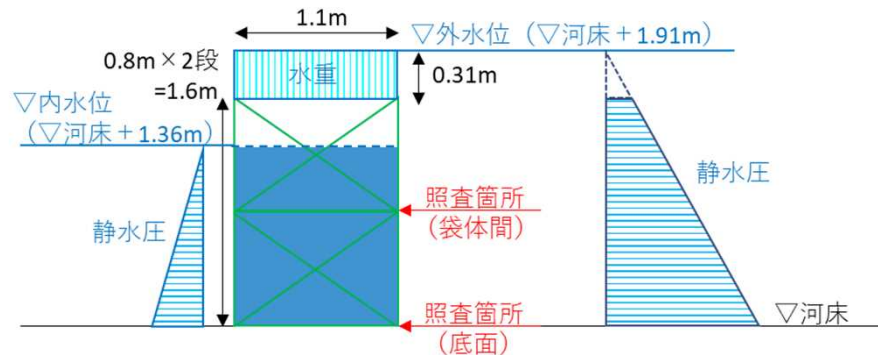 1.1m
▽外水位（▽河床＋1.91m）
0.8m×2段
=1.6m
水重
0.31m
▽内水位
（▽河床＋1.36m）
静水圧
静水圧
照査箇所
（袋体間）
照査箇所
（底面）
▽河床